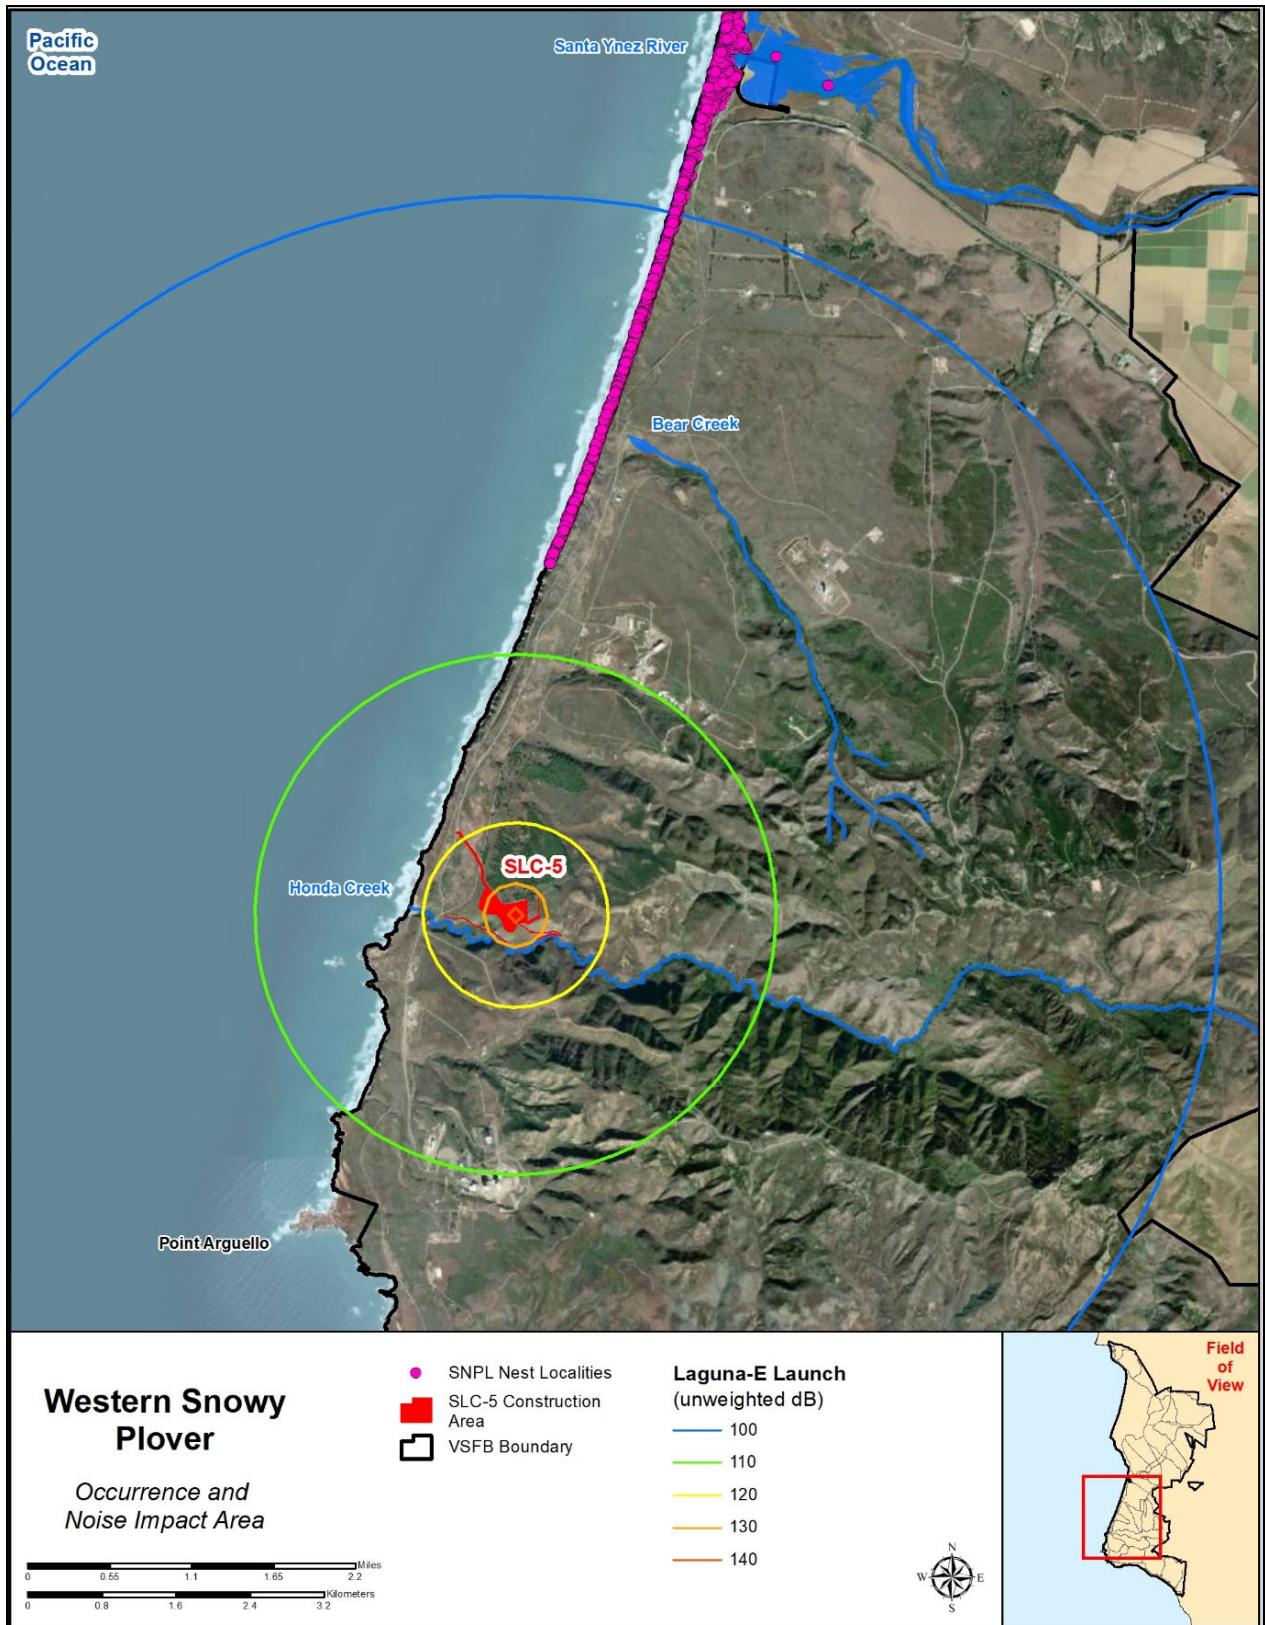 Pacific
Ocean
Santa Ynez River
Bear Creek
SLC-5
Honda Creek
Point Arguello
Western Snowy
Plover
Occurrence and
Noise Impact Area
Miles
0 0.55 1.1 1.65 2.2
Kilometers
0 0.8 1.6 2.4 3.2
SNPL Nest Localities
SLC-5 Construction
Area
VSFB Boundary
Laguna-E Launch
(unweighted dB)
100
110
120
130
140
N
W E
S
Field
of
View